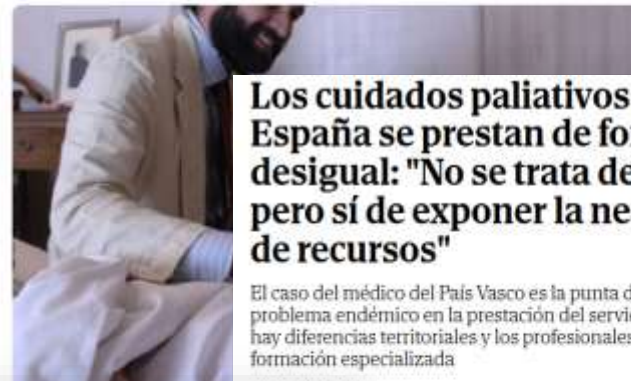 Los cuidados paliativos
España se prestan de fo
desigual: "No se trata de
pero sí de exponer la ne
de recursos"
El caso del médico del País Vasco es la punta d
problema endémico en la prestación del servic
hay diferencias territoriales y los profesionales
formación especializada